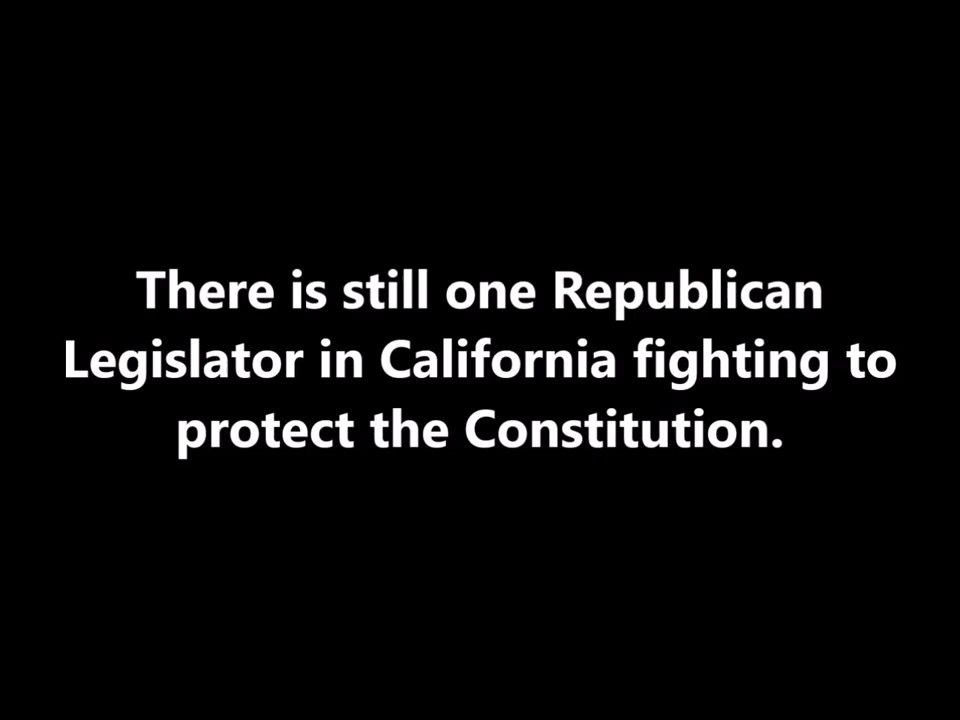 There is still one Republican
Legislator in California fighting to
protect the Constitution.